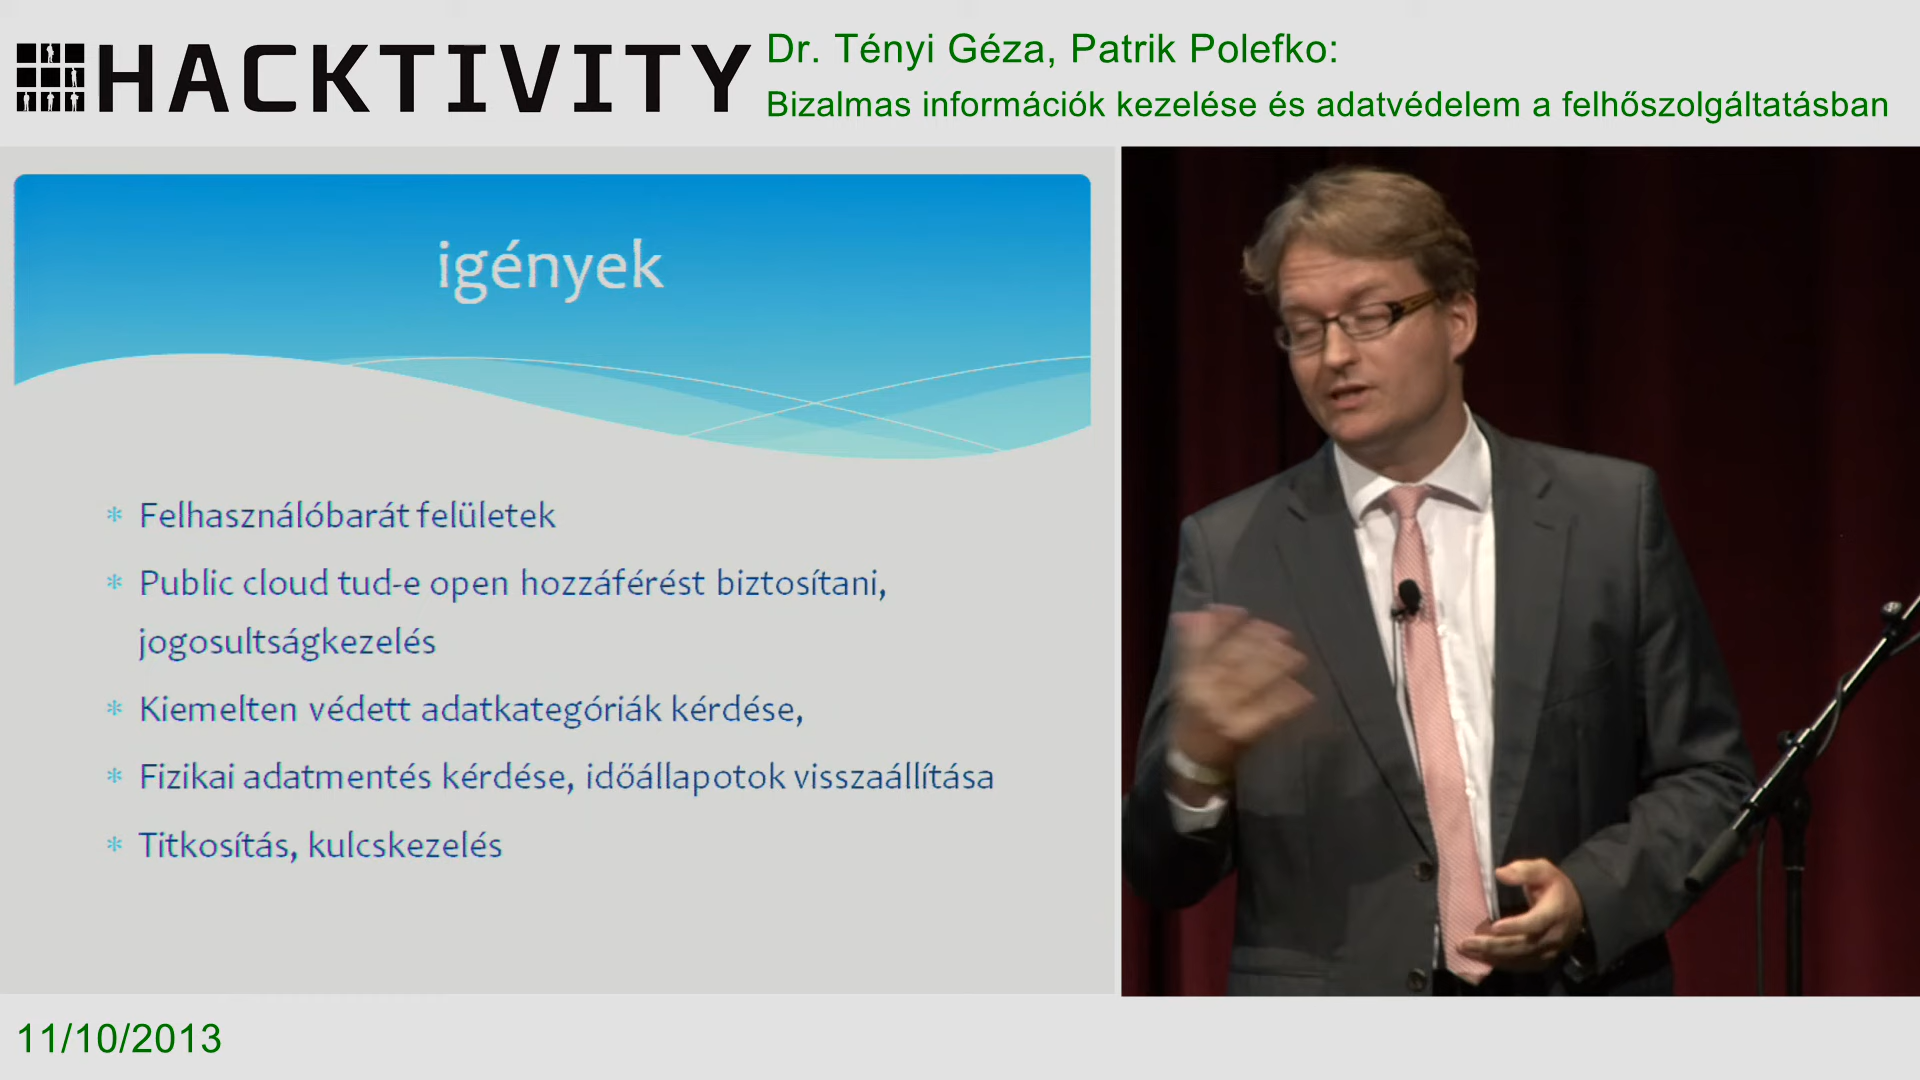 HACKTIVITY
Dr. Tényi Géza, Patrik Polefko:
Bizalmas információk kezelése és adatvédelem a felhőszolgáltatásban
igények
* Felhasználóbarát felületek
* Public cloud tud-e open hozzáférést biztosítani,
jogosultságkezelés
* Kiemelten védett adatkategóriák kérdése,
* Fizikai adatmentés kérdése, időállapotok visszaállítása
* Titkosítás, kulcskezelés
11/10/2013